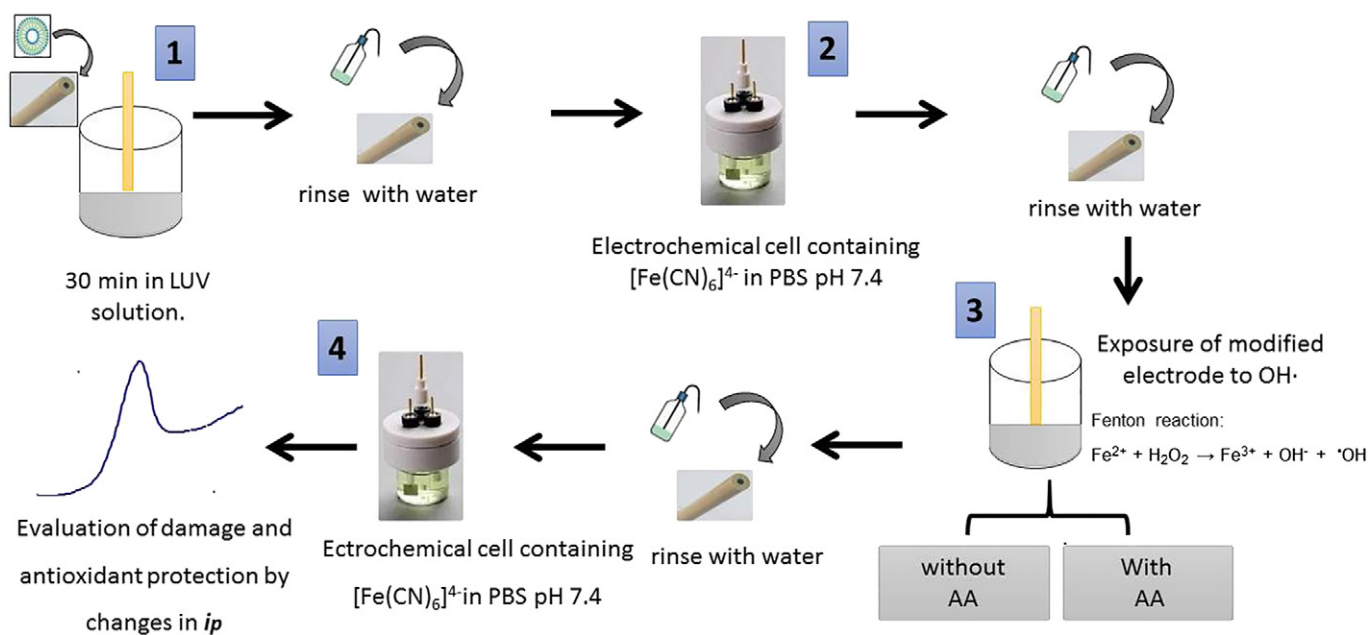 1
30 min in LUV
solution.
rinse with water
2
Electrochemical cell containing
[Fe(CN)₆]⁴⁻ in PBS pH 7.4
rinse with water
3
Exposure of modified
electrode to OH·
Fenton reaction:
Fe²⁺ + H₂O₂ → Fe³⁺ + OH⁻ + ·OH
without
AA
With
AA
rinse with water
4
Ectrochemical cell containing
[Fe(CN)₆]⁴⁻in PBS pH 7.4
Evaluation of damage and
antioxidant protection by
changes in ip